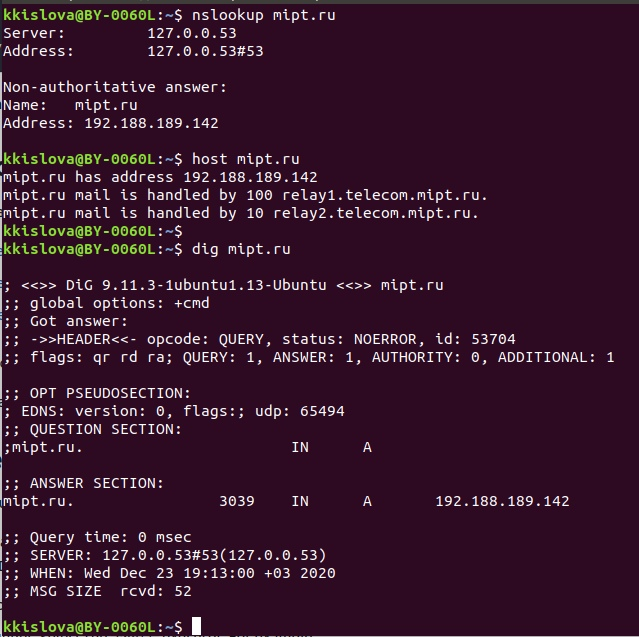 kkislova@BY-0060L:~$ nslookup mipt.ru
Server:         127.0.0.53
Address:        127.0.0.53#53
Non-authoritative answer:
Name:   mipt.ru
Address: 192.188.189.142
kkislova@BY-0060L:~$ host mipt.ru
mipt.ru has address 192.188.189.142
mipt.ru mail is handled by 100 relay1.telecom.mipt.ru.
mipt.ru mail is handled by 10 relay2.telecom.mipt.ru.
kkislova@BY-0060L:~$
kkislova@BY-0060L:~$ dig mipt.ru
; <<>> DiG 9.11.3-1ubuntu1.13-Ubuntu <<>> mipt.ru
;; global options: +cmd
;; Got answer:
;; ->>HEADER<<- opcode: QUERY, status: NOERROR, id: 53704
;; flags: qr rd ra; QUERY: 1, ANSWER: 1, AUTHORITY: 0, ADDITIONAL: 1
;; OPT PSEUDOSECTION:
; EDNS: version: 0, flags:; udp: 65494
;; QUESTION SECTION:
;mipt.ru.                       IN      A
;; ANSWER SECTION:
mipt.ru.                3039    IN      A       192.188.189.142
;; Query time: 0 msec
;; SERVER: 127.0.0.53#53(127.0.0.53)
;; WHEN: Wed Dec 23 19:13:00 +03 2020
;; MSG SIZE  rcvd: 52
kkislova@BY-0060L:~$